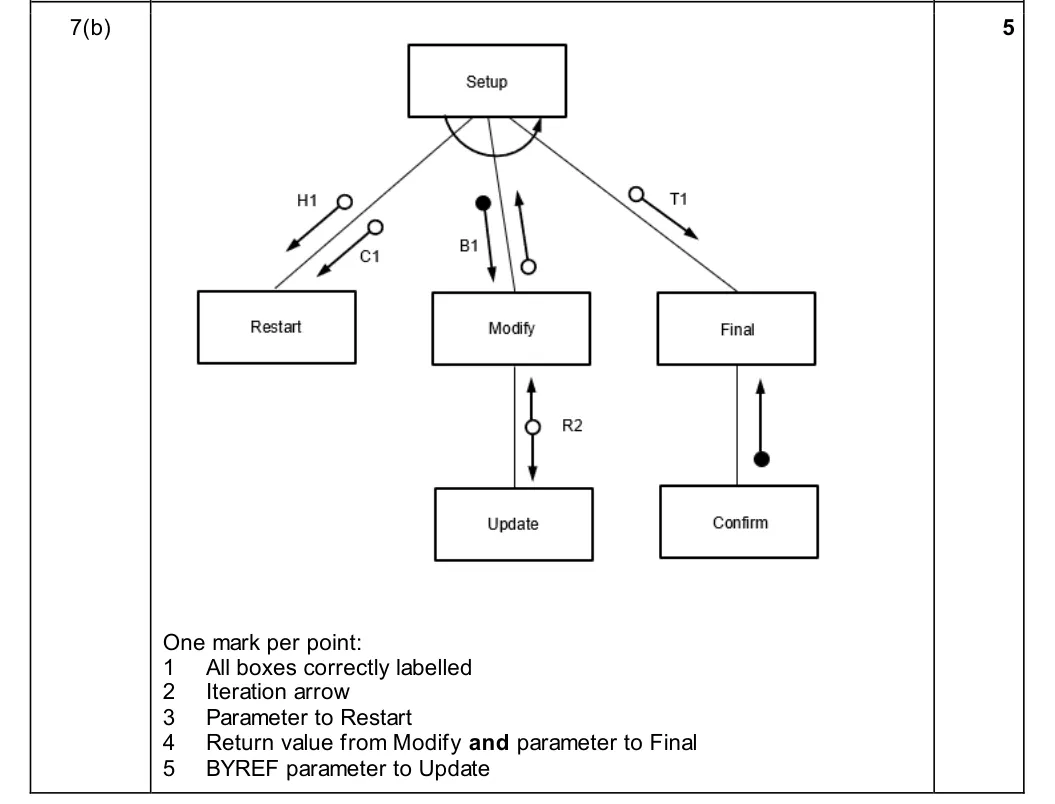 7(b)
5
Setup
H1
T1
C1
B1
Restart
Modify
Final
R2
Update
Confirm
One mark per point:
1 All boxes correctly labelled
2 Iteration arrow
3 Parameter to Restart
4 Return value from Modify and parameter to Final
5 BYREF parameter to Update